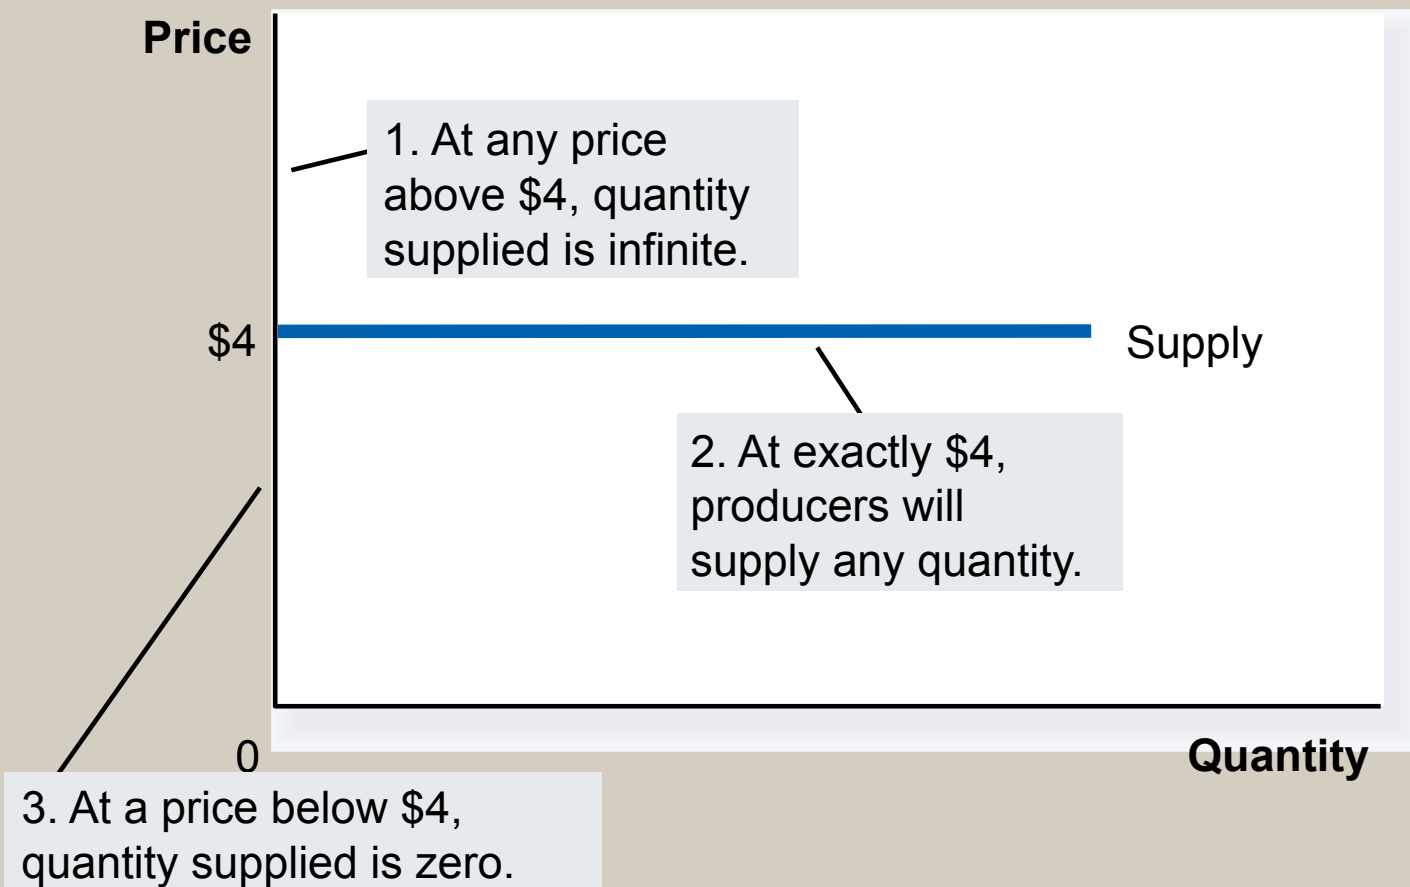 Price
1. At any price
above $4, quantity
supplied is infinite.
$4
Supply
2. At exactly $4,
producers will
supply any quantity.
0
Quantity
3. At a price below $4,
quantity supplied is zero.